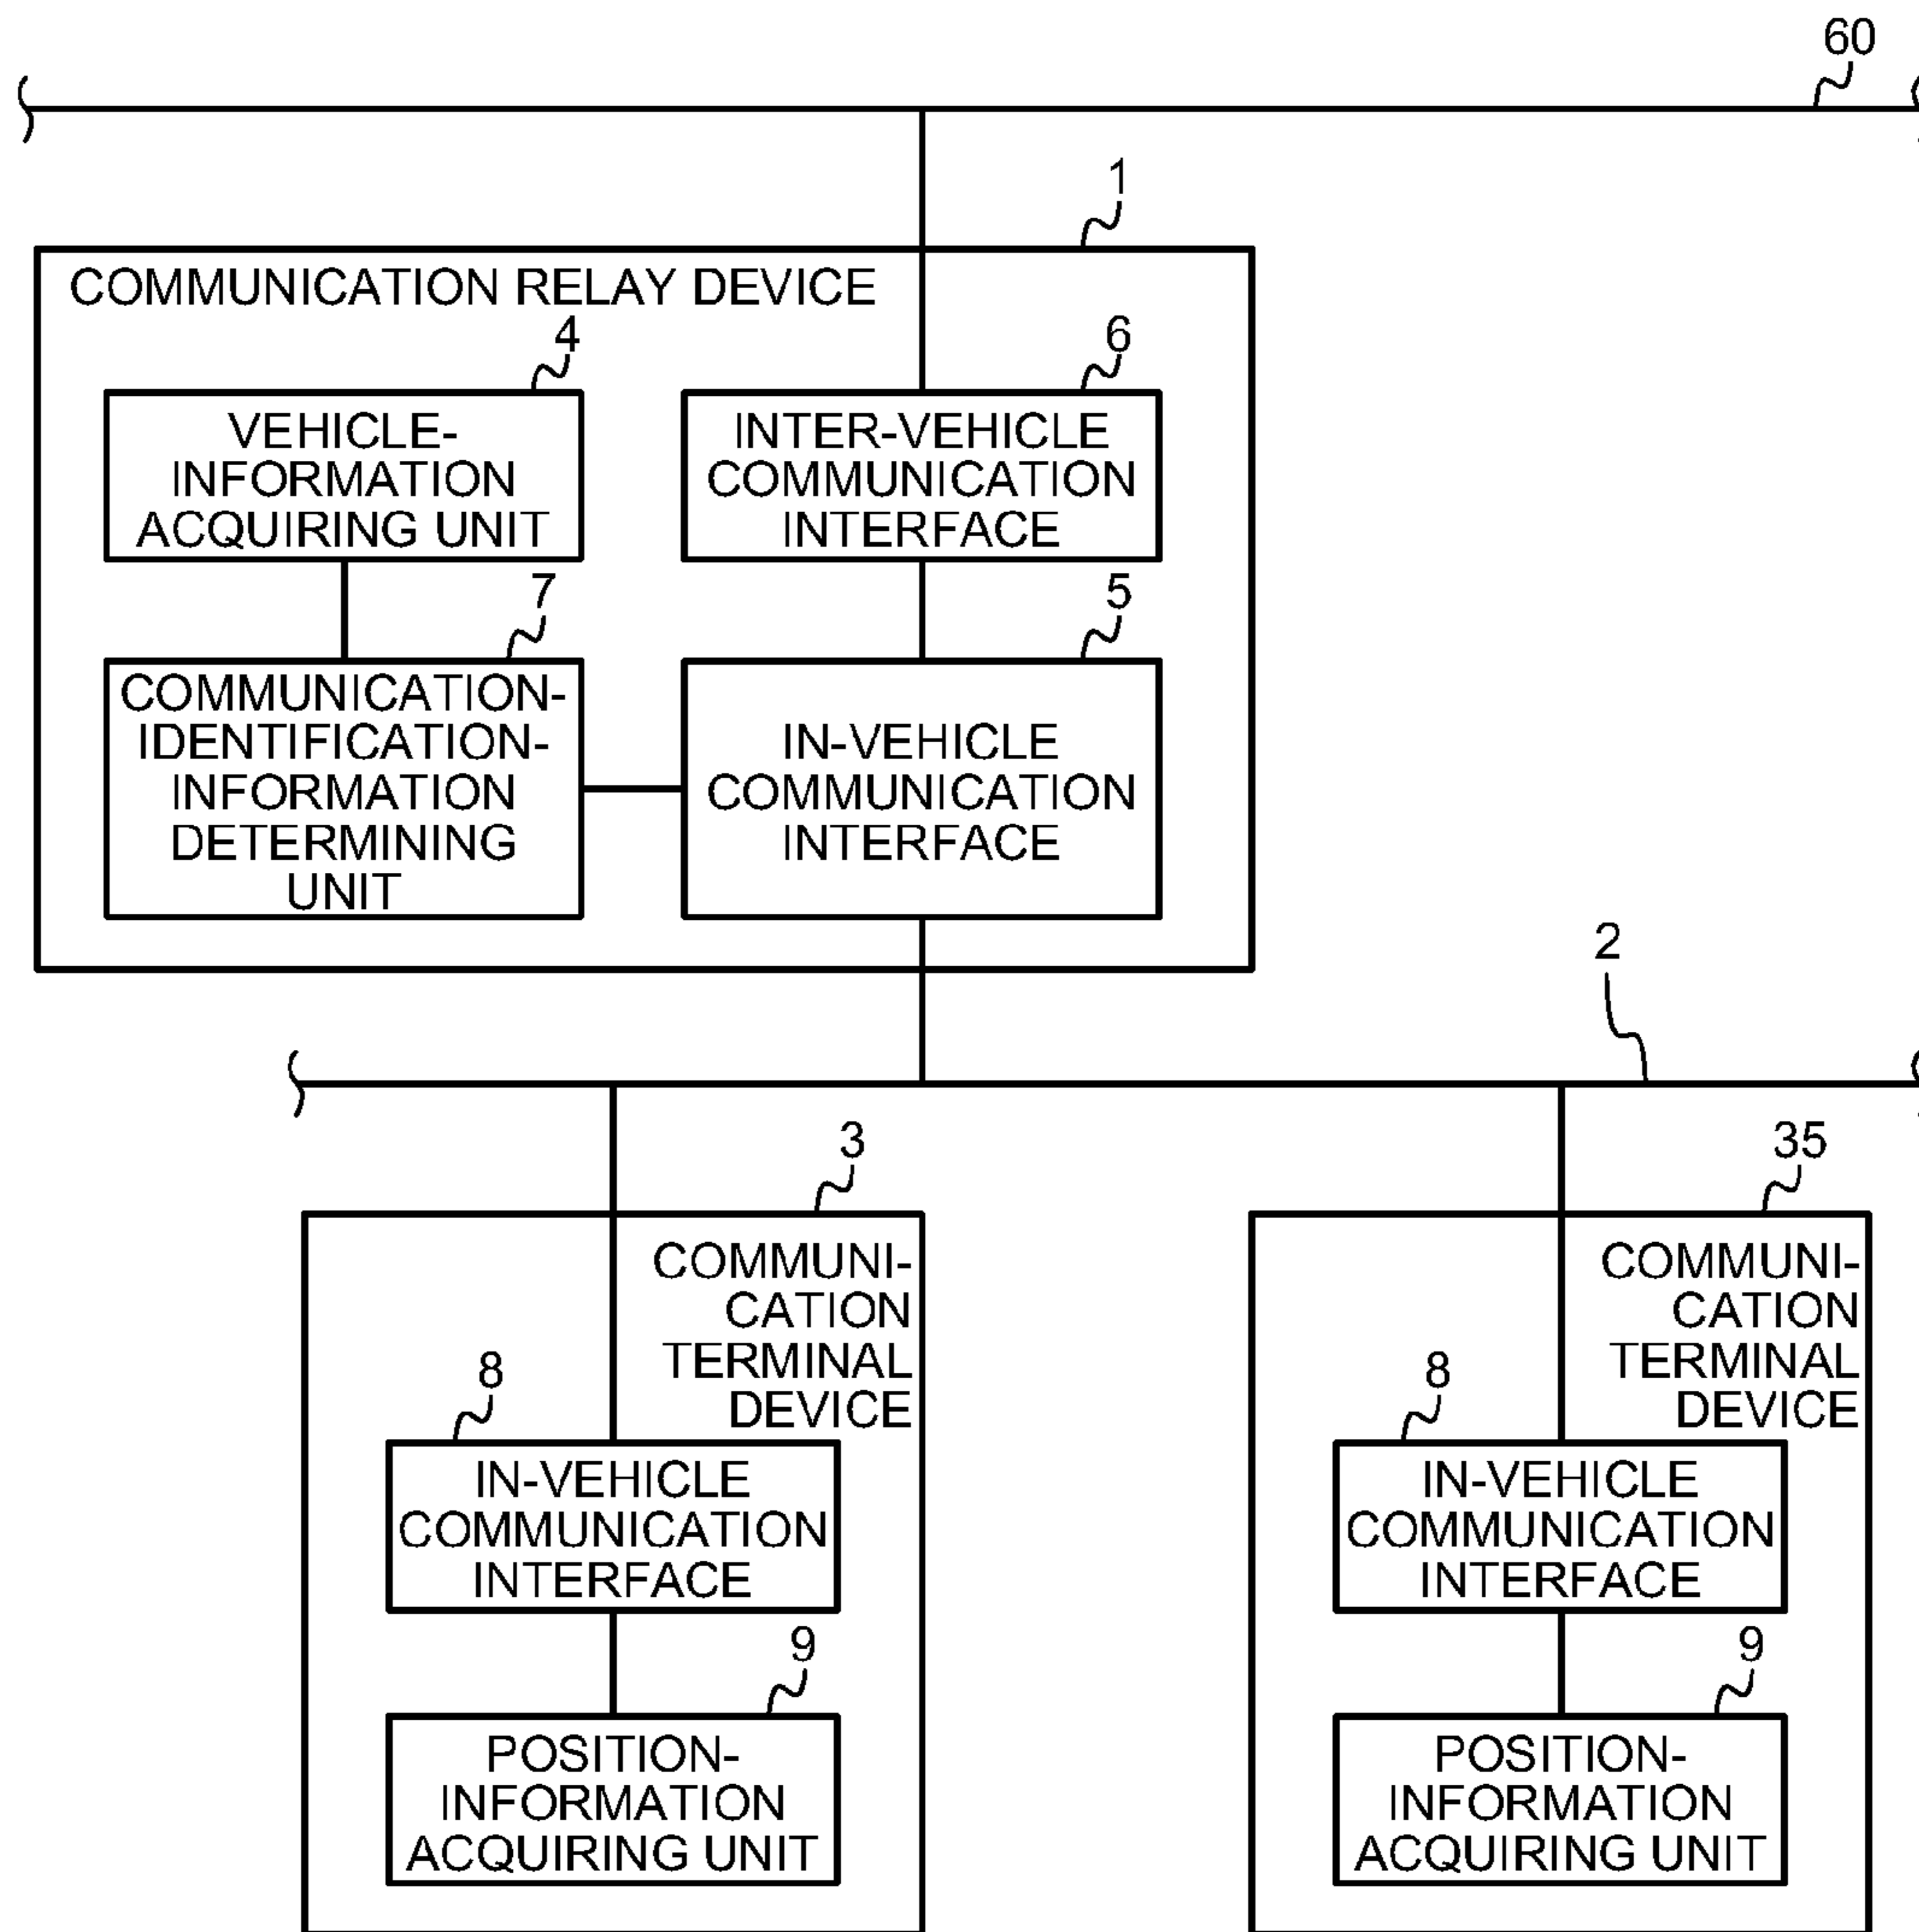 60
1
COMMUNICATION RELAY DEVICE
4
6
VEHICLE-
INFORMATION
ACQUIRING UNIT
INTER-VEHICLE
COMMUNICATION
INTERFACE
7
5
COMMUNICATION-
IDENTIFICATION-
INFORMATION
DETERMINING
UNIT
IN-VEHICLE
COMMUNICATION
INTERFACE
2
3
35
COMMUNI-
CATION
TERMINAL
DEVICE
8
IN-VEHICLE
COMMUNICATION
INTERFACE
9
POSITION-
INFORMATION
ACQUIRING UNIT
COMMUNI-
CATION
TERMINAL
DEVICE
8
IN-VEHICLE
COMMUNICATION
INTERFACE
9
POSITION-
INFORMATION
ACQUIRING UNIT